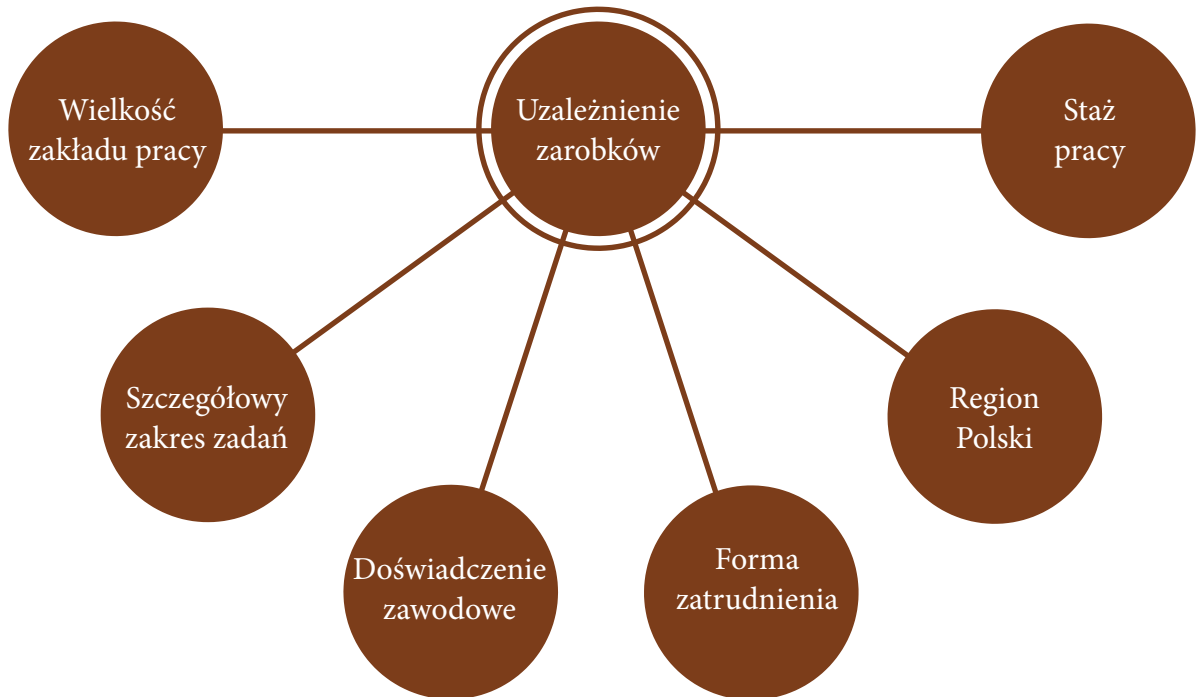 Wielkość
zakładu pracy
Uzależnienie
zarobków
Staż
pracy
Szczegółowy
zakres zadań
Region
Polski
Doświadczenie
zawodowe
Forma
zatrudnienia